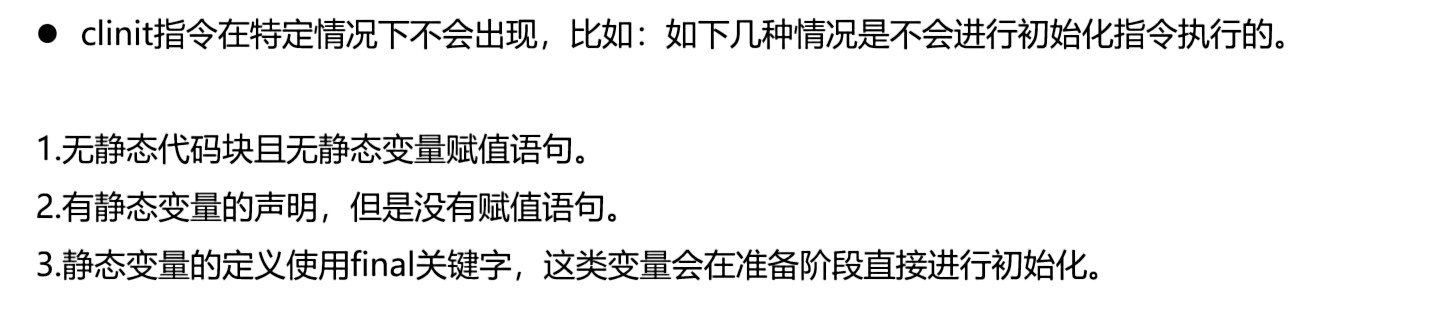 ● clinit指令在特定情况下不会出现，比如：如下几种情况是不会进行初始化指令执行的。
1.无静态代码块且无静态变量赋值语句。
2.有静态变量的声明，但是没有赋值语句。
3.静态变量的定义使用final关键字，这类变量会在准备阶段直接进行初始化。